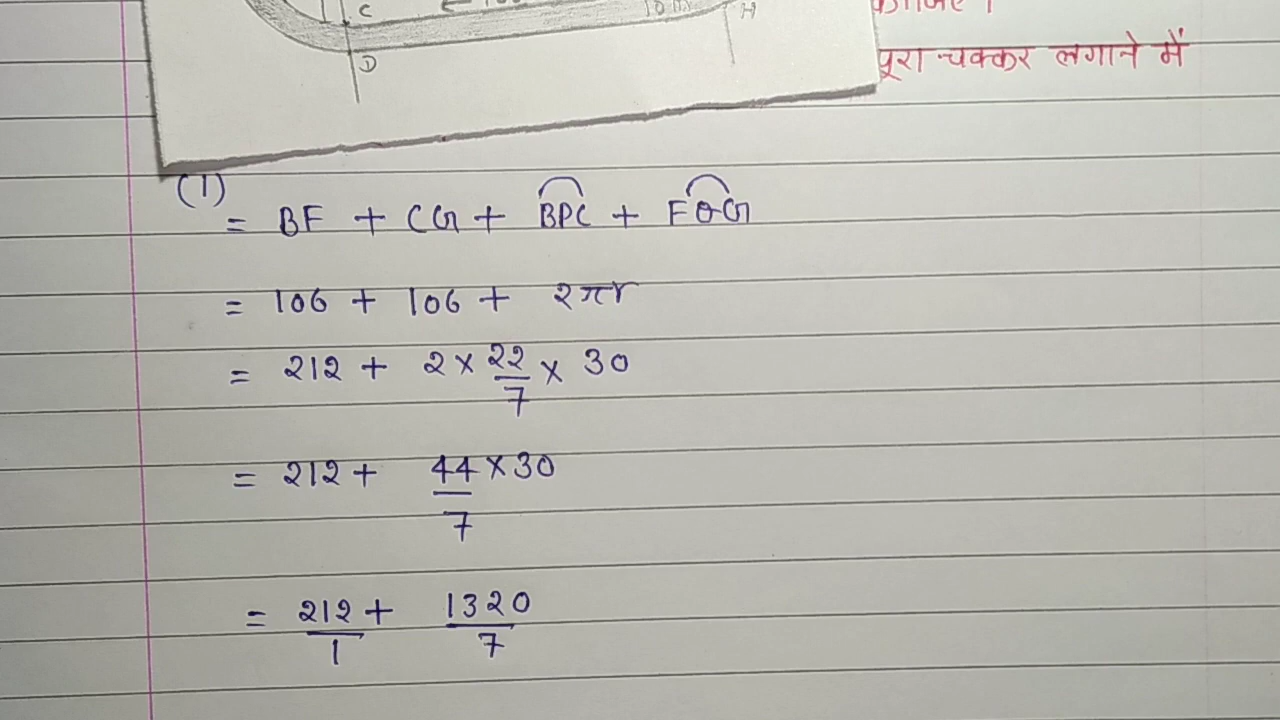 C
H
D
पूरा चक्कर लगाने में
(1)
= BF + CG + BPC + FQG
= 106 + 106 + 2πr
= 212 + 2 × 22/7 × 30
= 212 + 44/7 × 30
= 212/1 + 1320/7